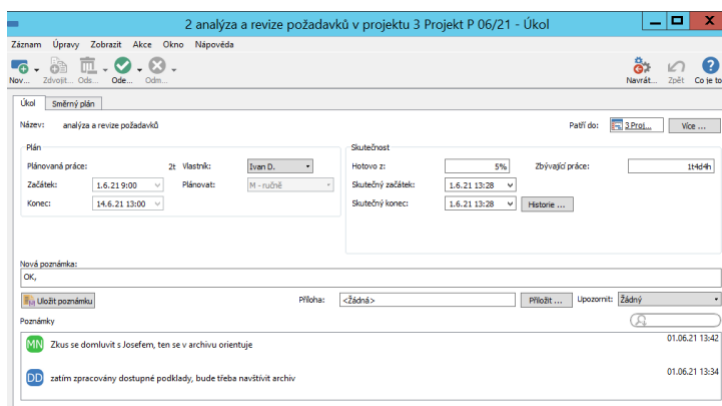 2 analýza a revize požadavků v projektu 3 Projekt P 06/21 - Úkol
Záznam Úpravy Zobrazit Akce Okno Nápověda
Nov... Zdvojit... Ods... Ode... Odm... Navrát... Zpět Co je to
Úkol Směrný plán
Název: analýza a revize požadavků Patří do: 3 Proj... Více ...
Plán Skutečnost
Plánovaná práce: 2t Vlastník: Ivan D. Hotovo z: 5% Zbývající práce: 1t4d4h
Začátek: 1.6.21 9:00 Plánovat: M - ručně Skutečný začátek: 1.6.21 13:28
Konec: 14.6.21 13:00 Skutečný konec: 1.6.21 13:28 Historie ...
Nová poznámka:
OK,
Uložit poznámku Příloha: <Žádná> Přiložit ... Upozornit: Žádný
Poznámky
MN Zkus se domluvit s Josefem, ten se v archivu orientuje 01.06.21 13:42
DD zatím zpracovány dostupné podklady, bude třeba navštívit archiv 01.06.21 13:34